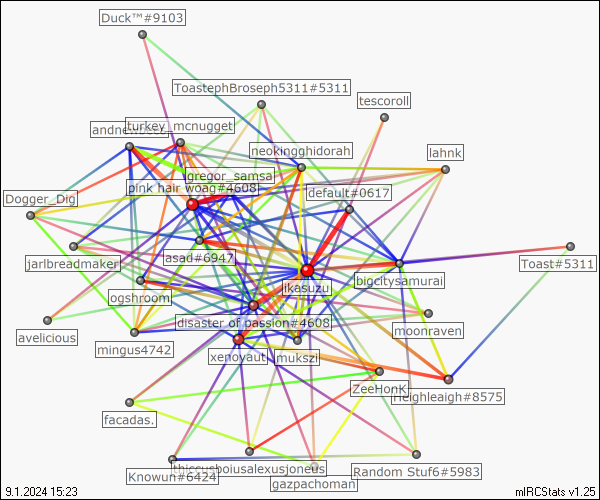 Duck™#9103
ToastephBroseph5311#5311
tescoroll
turkey_mcnugget
neokingghidorah
lahnk
gregor_samsa
pink hair woag#4608
default#0617
Dogger_Dig
asad#6947
jarlbreadmaker
Toast#5311
ikasuzu
bigcitysamurai
ogshroom
moonraven
disaster of passion#4608
avelicious
mingus4742
xenoyaut
mukszi
ZeeHonk
heighleaigh#8575
facadas.
thiccusboiusalexusjoneus
Knowun#6424
Random Stuf6#5983
gazpachoman
9.1.2024 15:23
mIRCStats v1.25